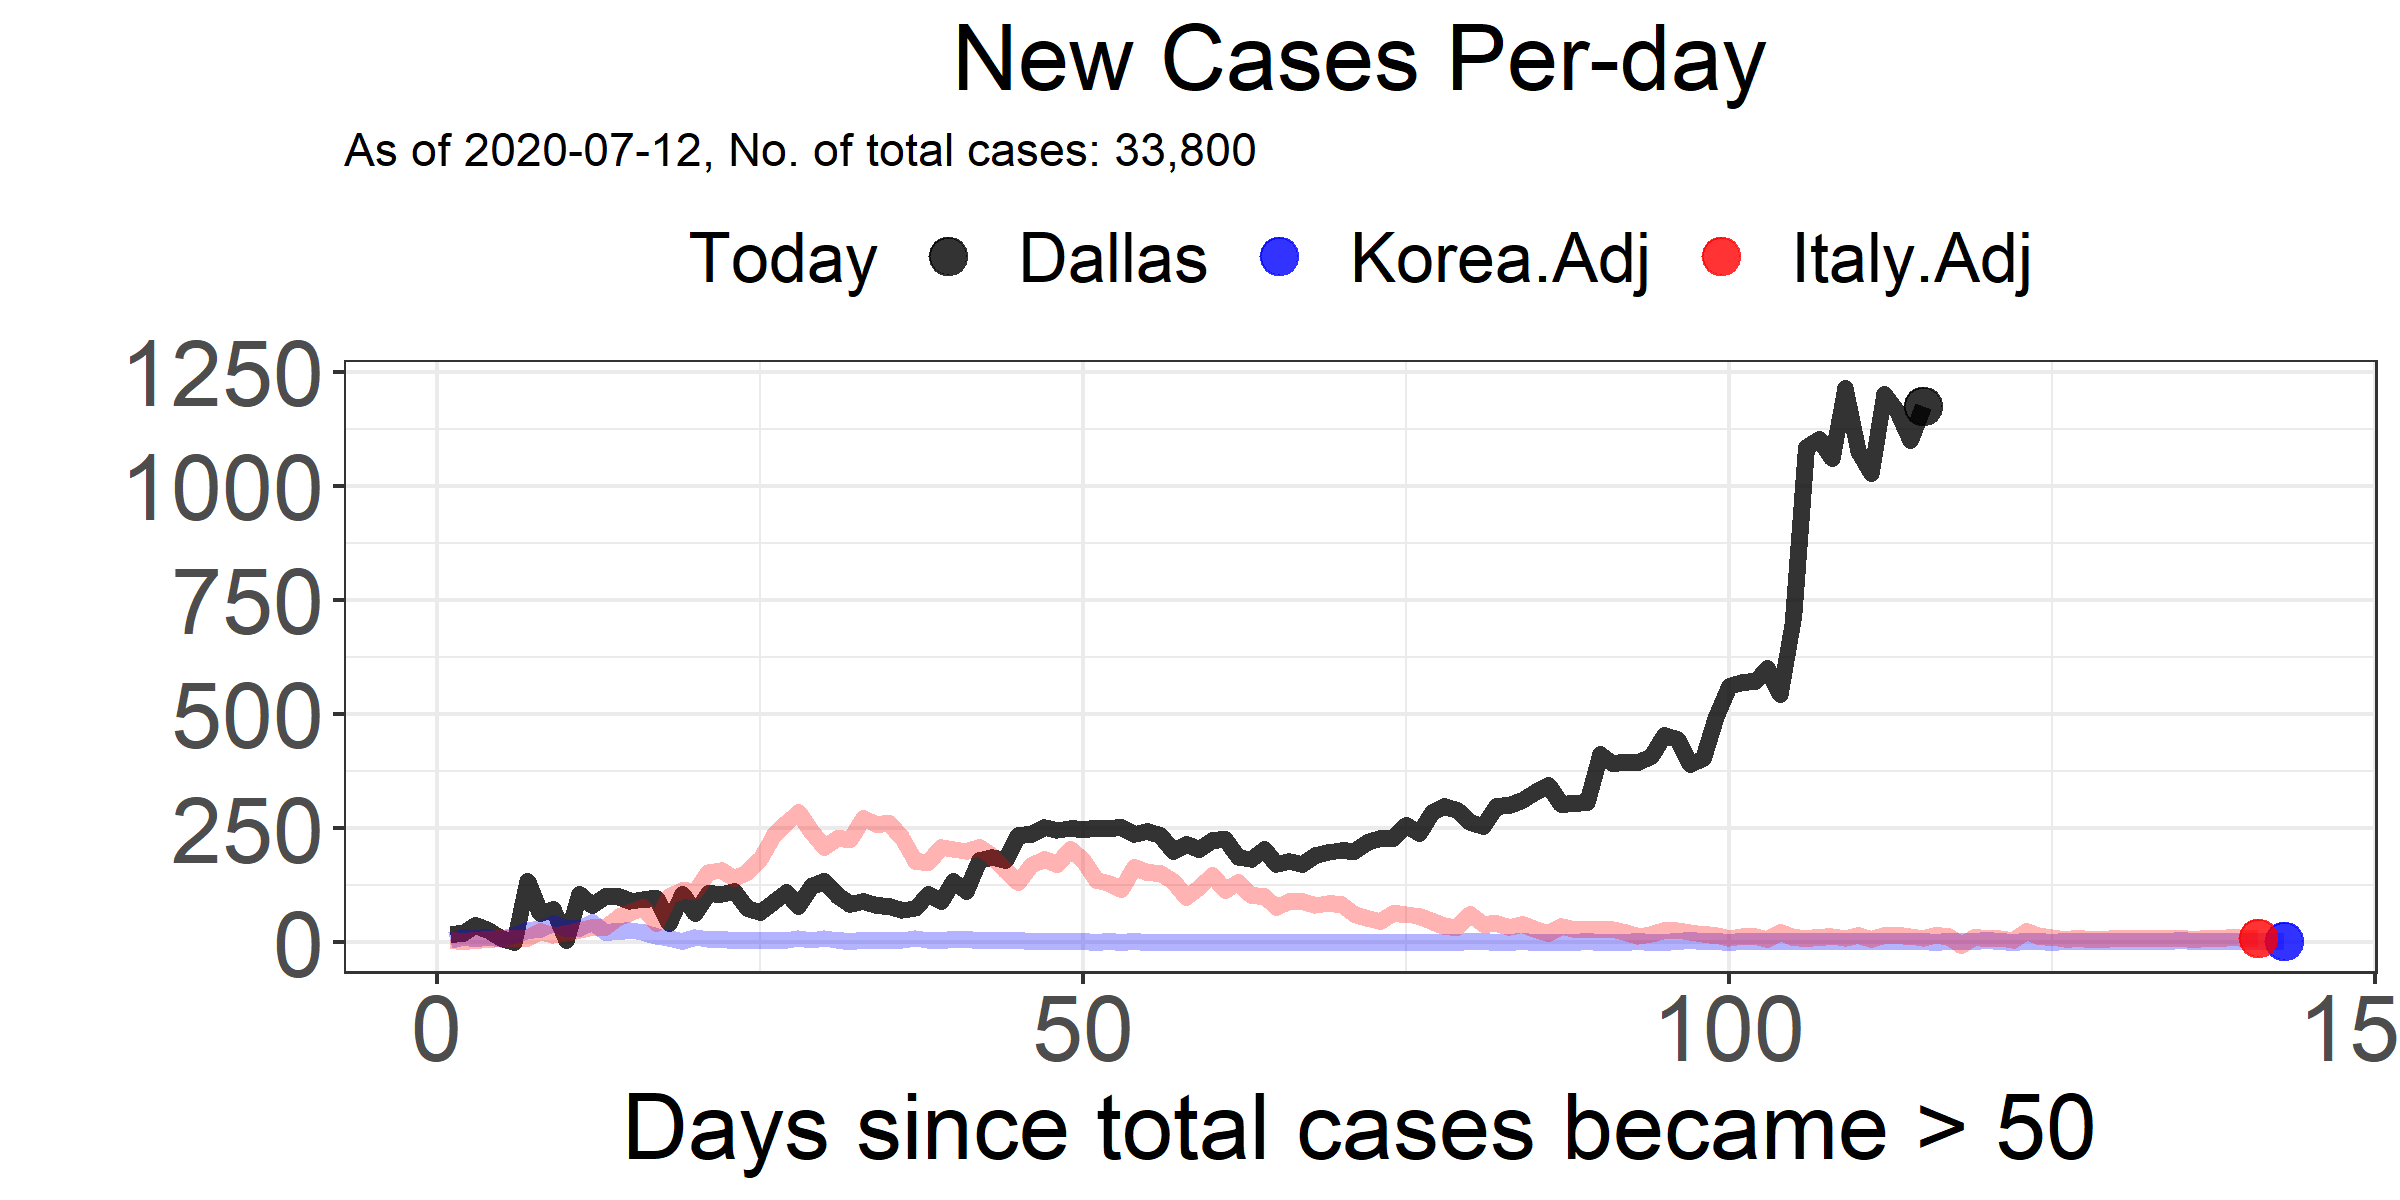 New Cases Per-day
As of 2020-07-12, No. of total cases: 33,800
Today Dallas Korea.Adj Italy.Adj
1250
1000
750
500
250
0
0 50 100 15
Days since total cases became > 50